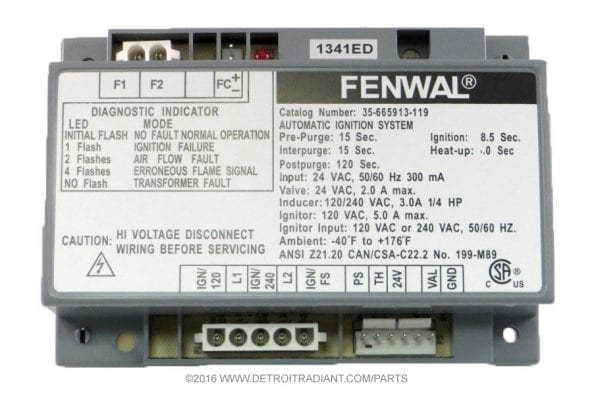 1341ED
F1 F2 FC + -
FENWAL®
DIAGNOSTIC INDICATOR
LED MODE
INITIAL FLASH NO FAULT NORMAL OPERATION
1 Flash IGNITION FAILURE
2 Flashes AIR FLOW FAULT
4 Flashes ERRONEOUS FLAME SIGNAL
NO Flash TRANSFORMER FAULT
CAUTION: HI VOLTAGE DISCONNECT
WIRING BEFORE SERVICING
Catalog Number: 35-665913-119
AUTOMATIC IGNITION SYSTEM
Pre-Purge: 15 Sec. Ignition: 8.5 Sec.
Interpurge: 15 Sec. Heat-up: .0 Sec
Postpurge: 120 Sec.
Input: 24 VAC, 50/60 Hz 300 mA
Valve: 24 VAC, 2.0 A max.
Inducer: 120/240 VAC, 3.0A 1/4 HP
Ignitor: 120 VAC, 5.0 A max.
Ignitor Input: 120 VAC or 240 VAC, 50/60 HZ.
Ambient: -40°F to +176°F
ANSI Z21.20 CAN/CSA-C22.2 No. 199-M89
IGN/120 L1 IGN/240 L2 IGN/FS PS TH 24V VAL GND
C SA US
©2016 WWW.DETROITRADIANT.COM/PARTS